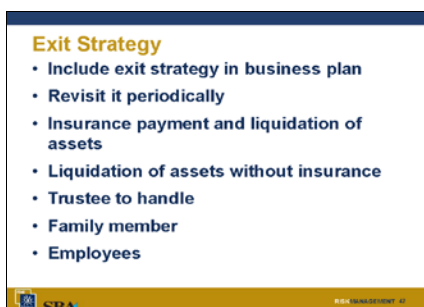 Exit Strategy
• Include exit strategy in business plan
• Revisit it periodically
• Insurance payment and liquidation of
assets
• Liquidation of assets without insurance
• Trustee to handle
• Family member
• Employees
SBA
RISK MANAGEMENT